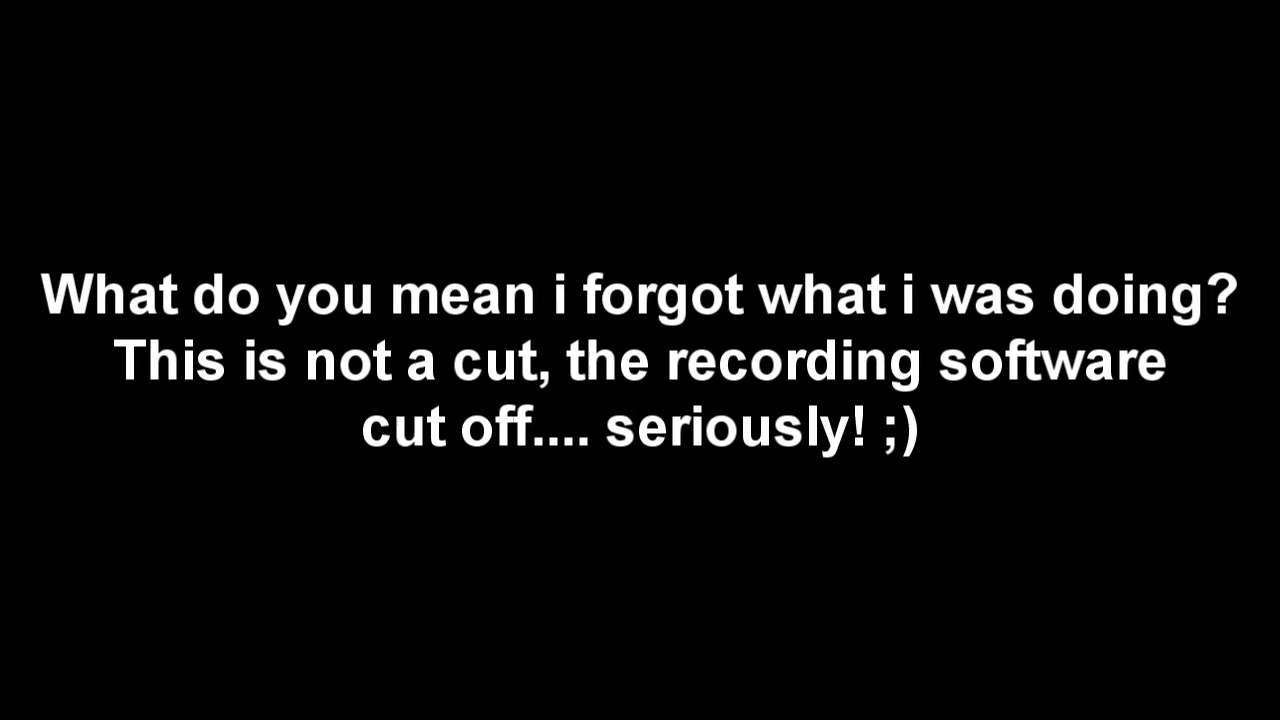 What do you mean i forgot what i was doing?
This is not a cut, the recording software
cut off.... seriously! ;)